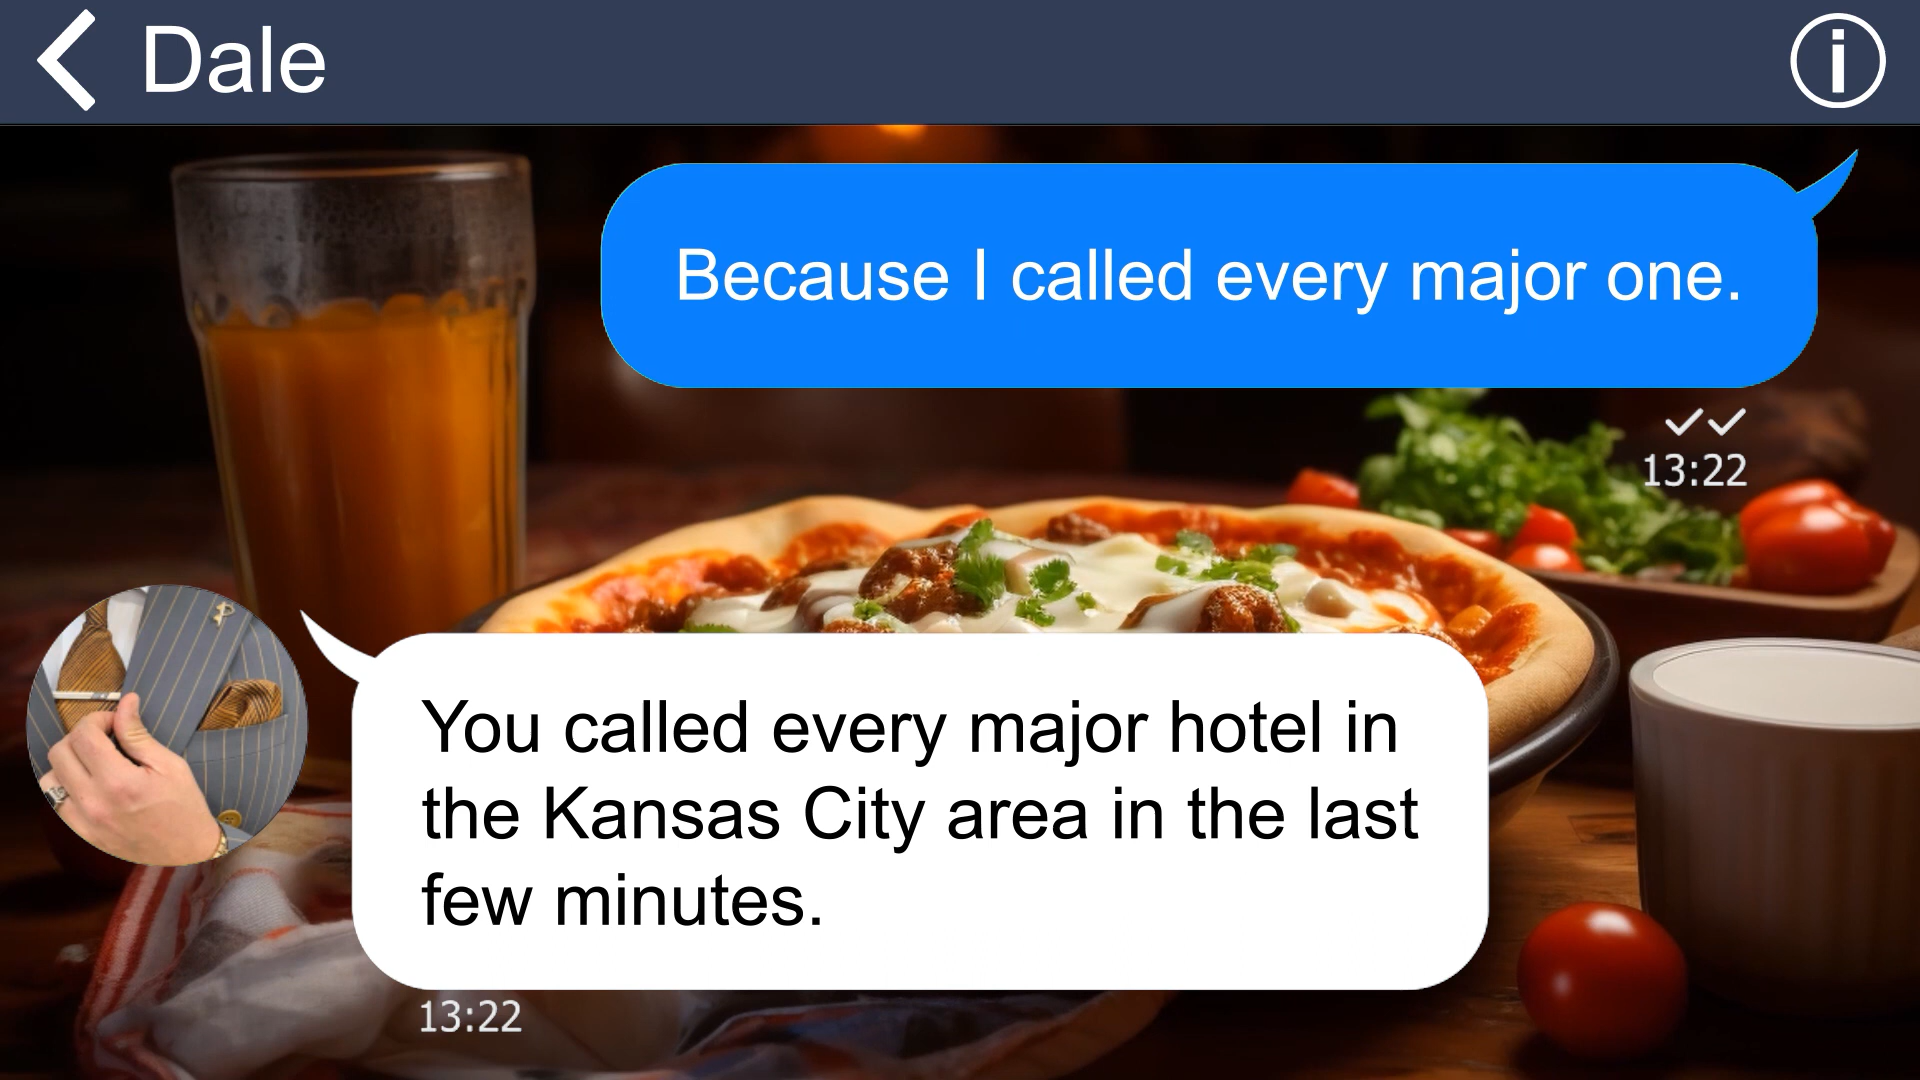 Dale
Because I called every major one.
13:22
You called every major hotel in
the Kansas City area in the last
few minutes.
13:22